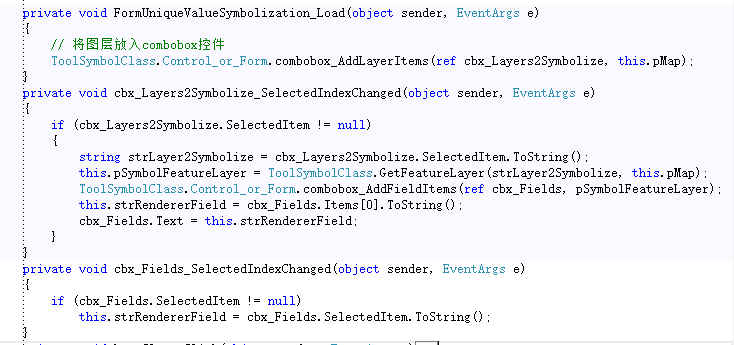 private void FormUniqueValueSymbolization_Load(object sender, EventArgs e)
{
// 将图层放入combobox控件
ToolSymbolClass.Control_or_Form.combobox_AddLayerItems(ref cbx_Layers2Symbolize, this.pMap);
}
private void cbx_Layers2Symbolize_SelectedIndexChanged(object sender, EventArgs e)
{
if (cbx_Layers2Symbolize.SelectedItem != null)
{
string strLayer2Symbolize = cbx_Layers2Symbolize.SelectedItem.ToString();
this.pSymbolFeatureLayer = ToolSymbolClass.GetFeatureLayer(strLayer2Symbolize, this.pMap);
ToolSymbolClass.Control_or_Form.combobox_AddFieldItems(ref cbx_Fields, pSymbolFeatureLayer);
this.strRendererField = cbx_Fields.Items[0].ToString();
cbx_Fields.Text = this.strRendererField;
}
}
private void cbx_Fields_SelectedIndexChanged(object sender, EventArgs e)
{
if (cbx_Fields.SelectedItem != null)
this.strRendererField = cbx_Fields.SelectedItem.ToString();
}